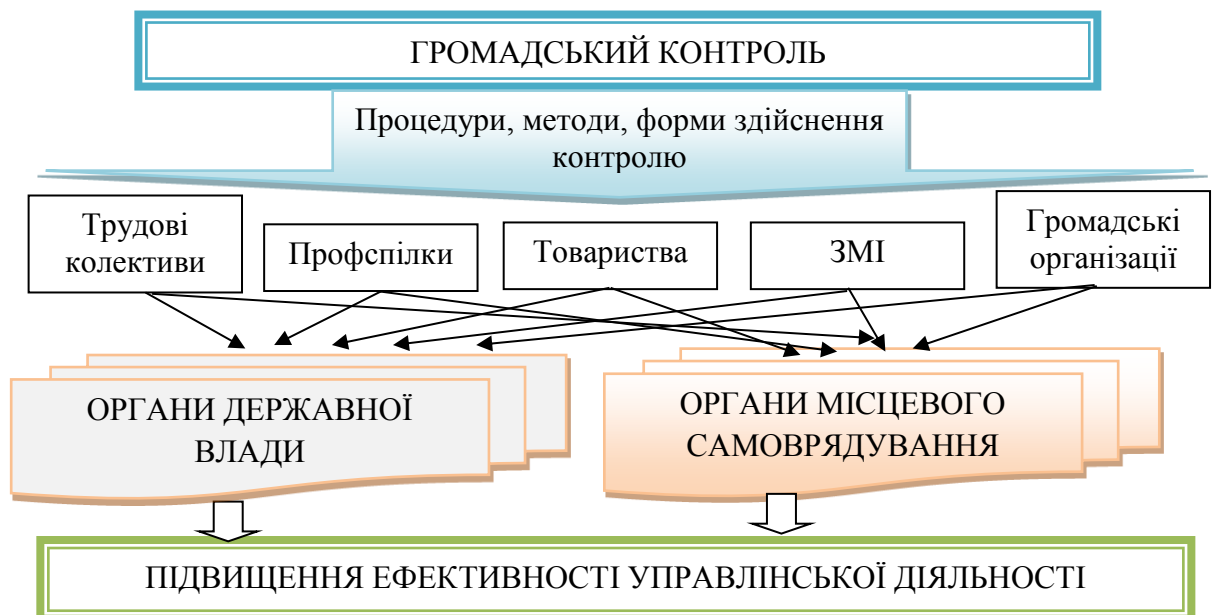 ГРОМАДСЬКИЙ КОНТРОЛЬ
Процедури, методи, форми здійснення
контролю
Трудові
колективи
Профспілки
Товариства
ЗМІ
Громадські
організації
ОРГАНИ ДЕРЖАВНОЇ
ВЛАДИ
ОРГАНИ МІСЦЕВОГО
САМОВРЯДУВАННЯ
ПІДВИЩЕННЯ ЕФЕКТИВНОСТІ УПРАВЛІНСЬКОЇ ДІЯЛЬНОСТІ